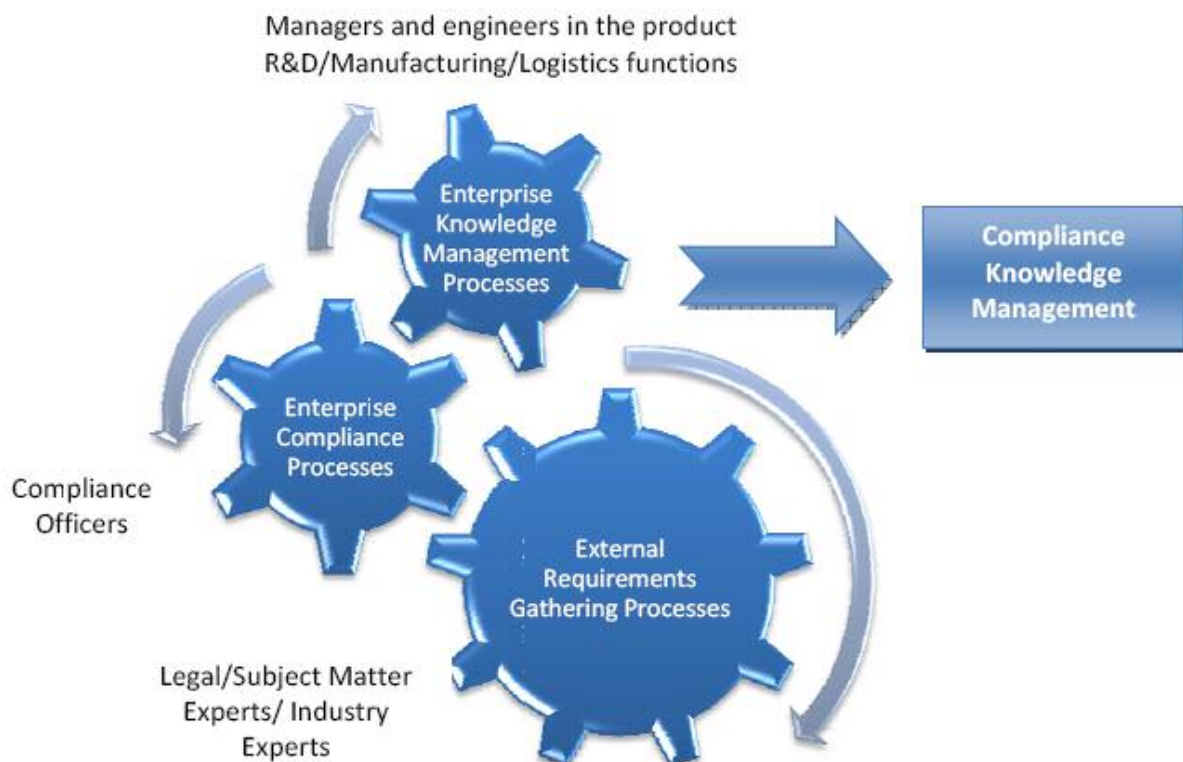 Managers and engineers in the product
R&D/Manufacturing/Logistics functions
Enterprise
Knowledge
Management
Processes
Compliance
Knowledge
Management
Enterprise
Compliance
Processes
Compliance
Officers
External
Requirements
Gathering Processes
Legal/Subject Matter
Experts/ Industry
Experts